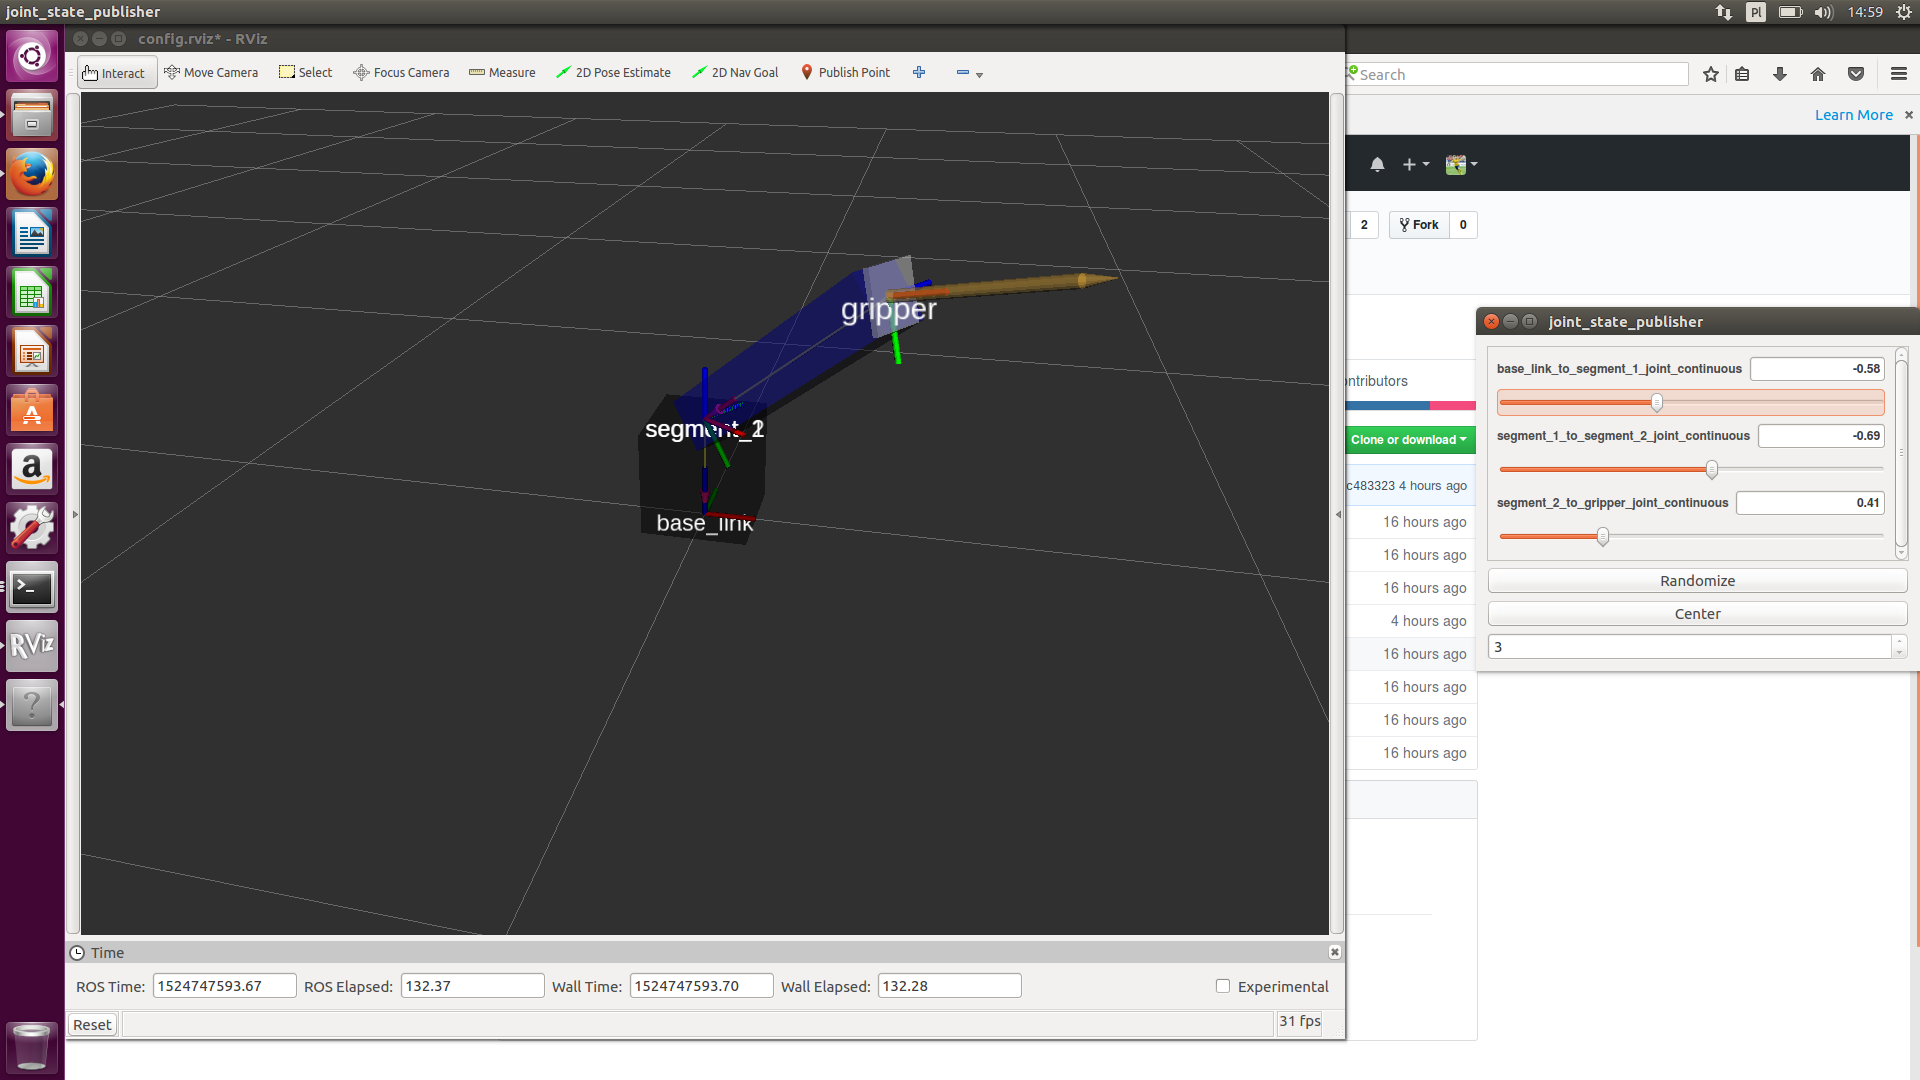 joint_state_publisher
Pl
14:59
config.rviz* - RViz
Interact
Move Camera
Select
Focus Camera
Measure
2D Pose Estimate
2D Nav Goal
Publish Point
Search
Learn More
2
Fork
0
gripper
base_link
joint_state_publisher
base_link_to_segment_1_joint_continuous
-0.58
segment_1_to_segment_2_joint_continuous
-0.69
segment_2_to_gripper_joint_continuous
0.41
Randomize
Center
3
ontributors
Clone or download
c483323 4 hours ago
16 hours ago
16 hours ago
16 hours ago
4 hours ago
16 hours ago
16 hours ago
16 hours ago
16 hours ago
RViz
Time
ROS Time:
1524747593.67
ROS Elapsed:
132.37
Wall Time:
1524747593.70
Wall Elapsed:
132.28
Experimental
Reset
31 fps